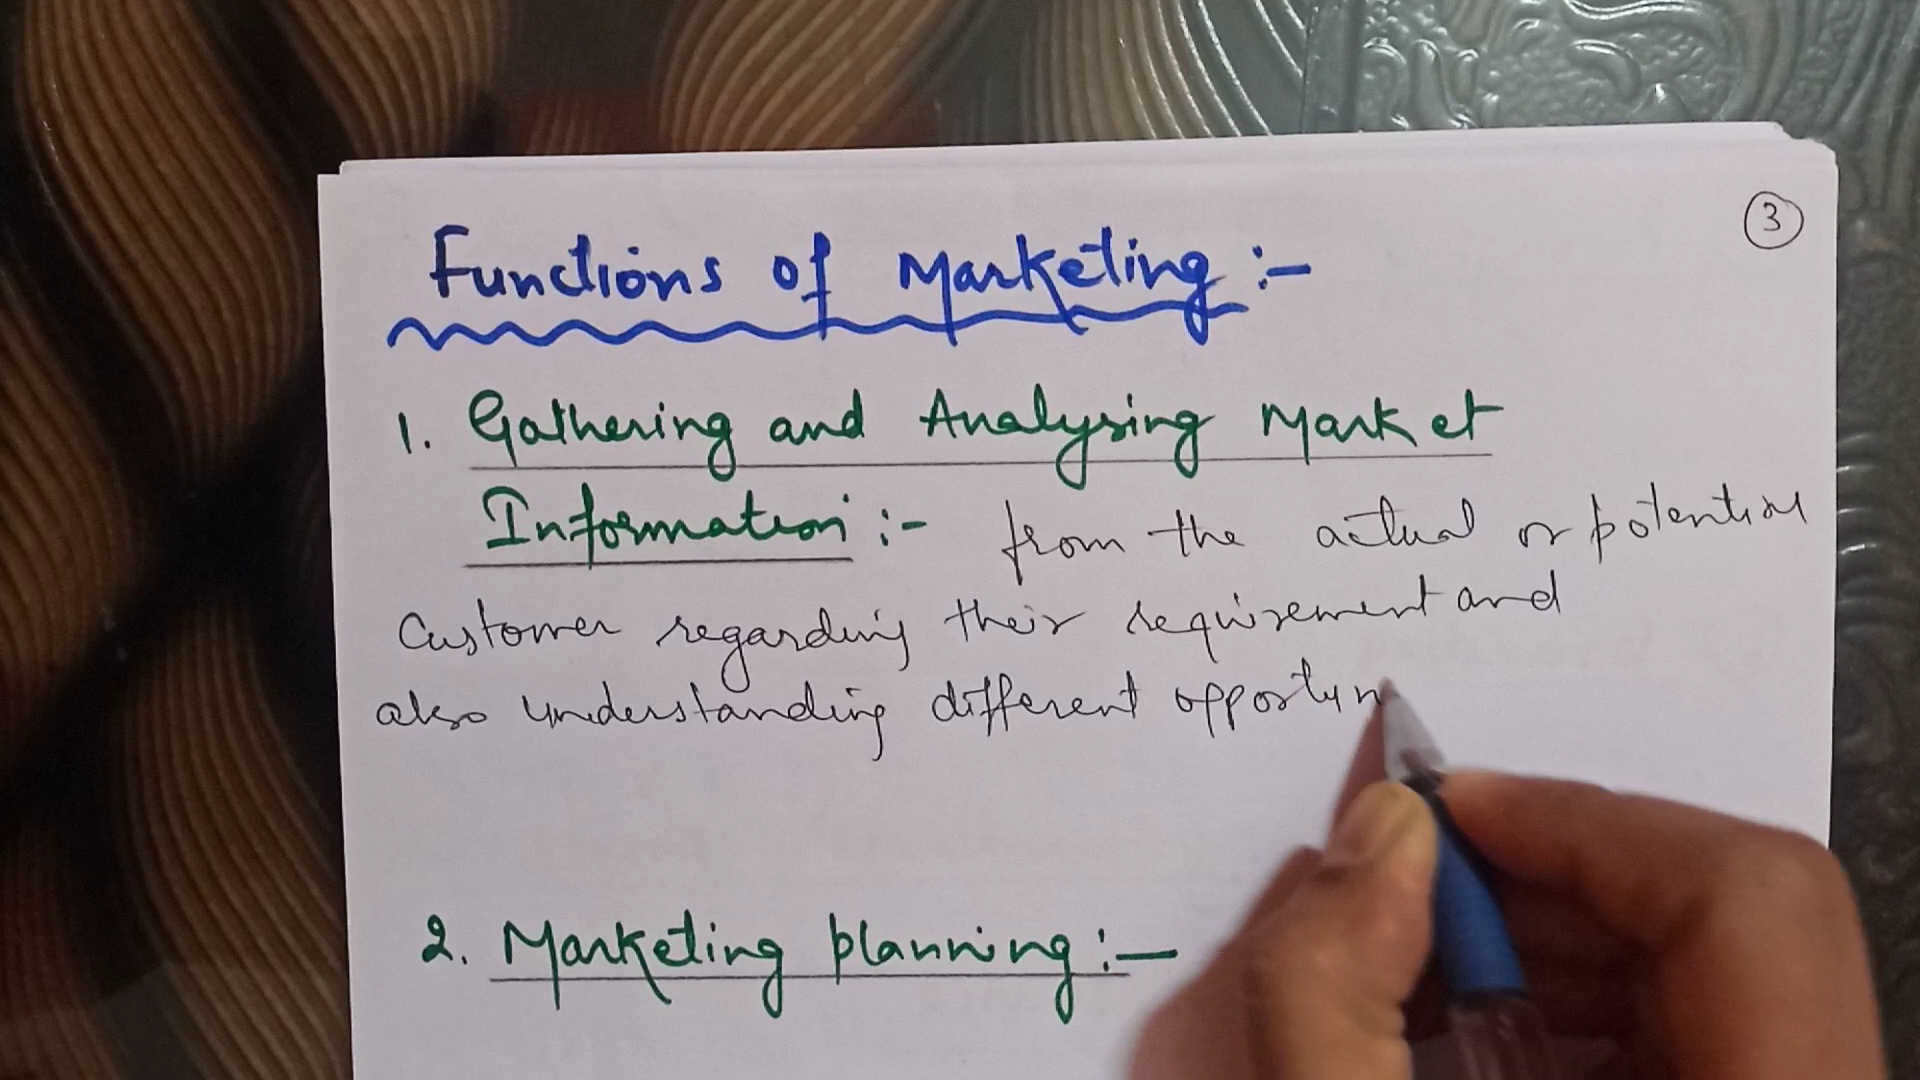 3
Functions of Marketing :-
1. Gathering and Analysing Market
Information :- from the actual or potential
Customer regarding their requirement and
also understanding different opportun
2. Marketing planning :-